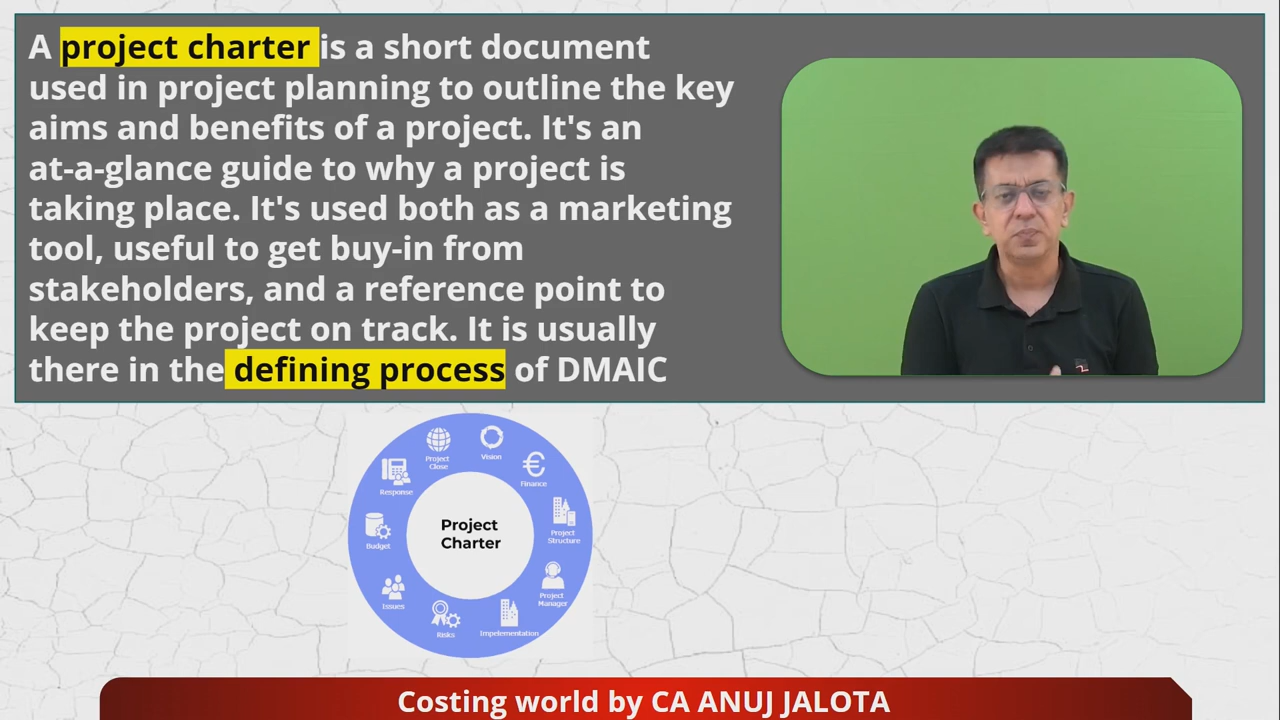 A project charter is a short document
used in project planning to outline the key
aims and benefits of a project. It's an
at-a-glance guide to why a project is
taking place. It's used both as a marketing
tool, useful to get buy-in from
stakeholders, and a reference point to
keep the project on track. It is usually
there in the defining process of DMAIC
Project
Charter
Vision
Finance
Project
Structure
Project
Manager
Impelementation
Risks
Issues
Budget
Response
Project
Close
Costing world by CA ANUJ JALOTA